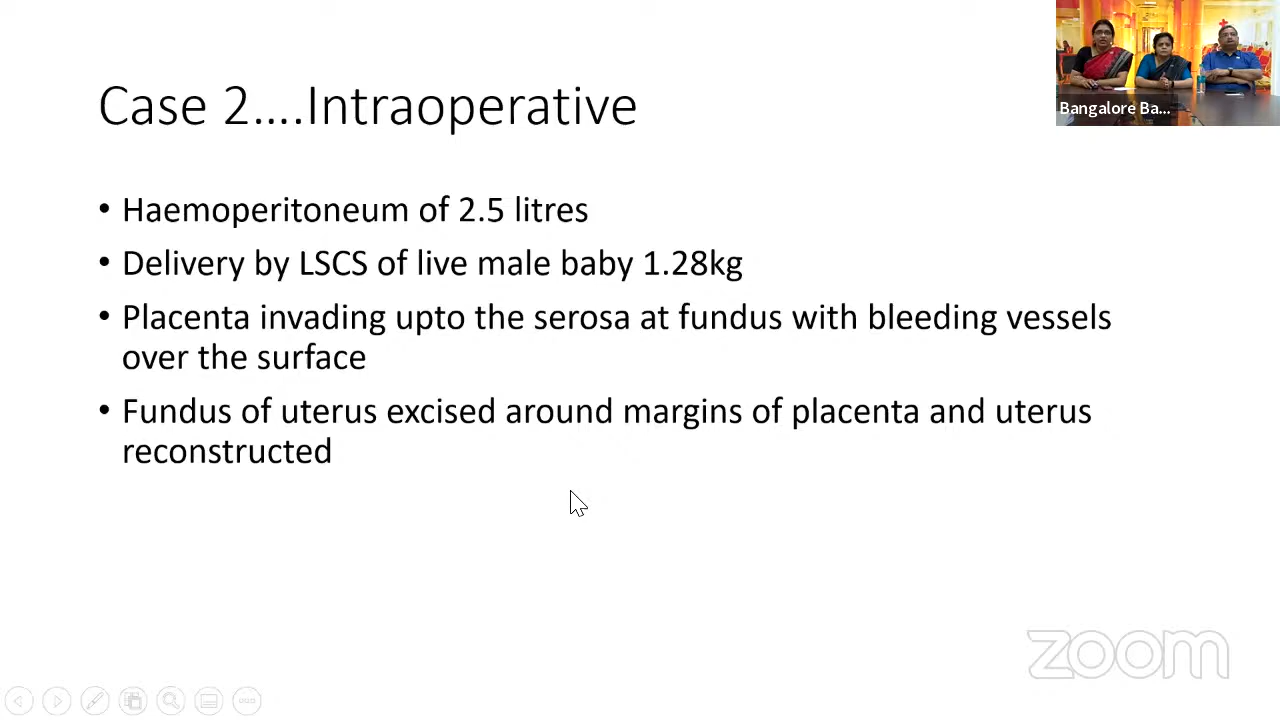 Case 2....Intraoperative
Bangalore Ba...
• Haemoperitoneum of 2.5 litres
• Delivery by LSCS of live male baby 1.28kg
• Placenta invading upto the serosa at fundus with bleeding vessels
over the surface
• Fundus of uterus excised around margins of placenta and uterus
reconstructed
zoom